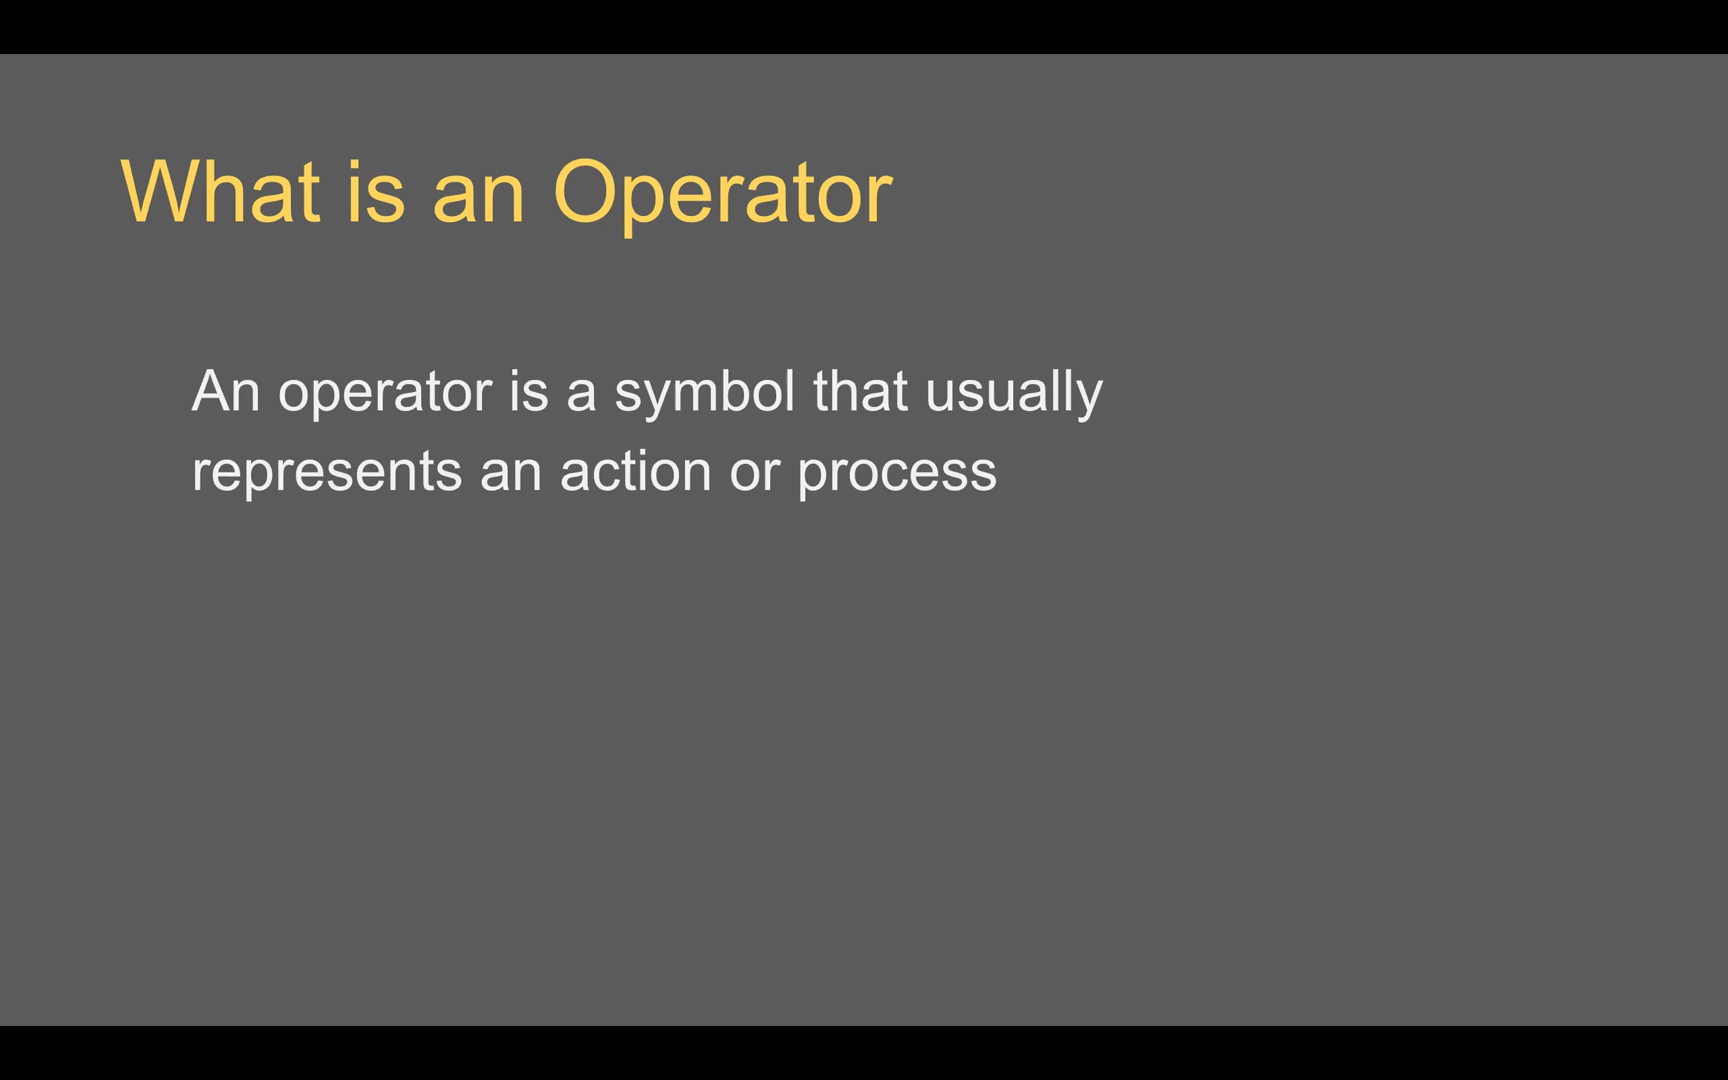 What is an Operator
An operator is a symbol that usually
represents an action or process